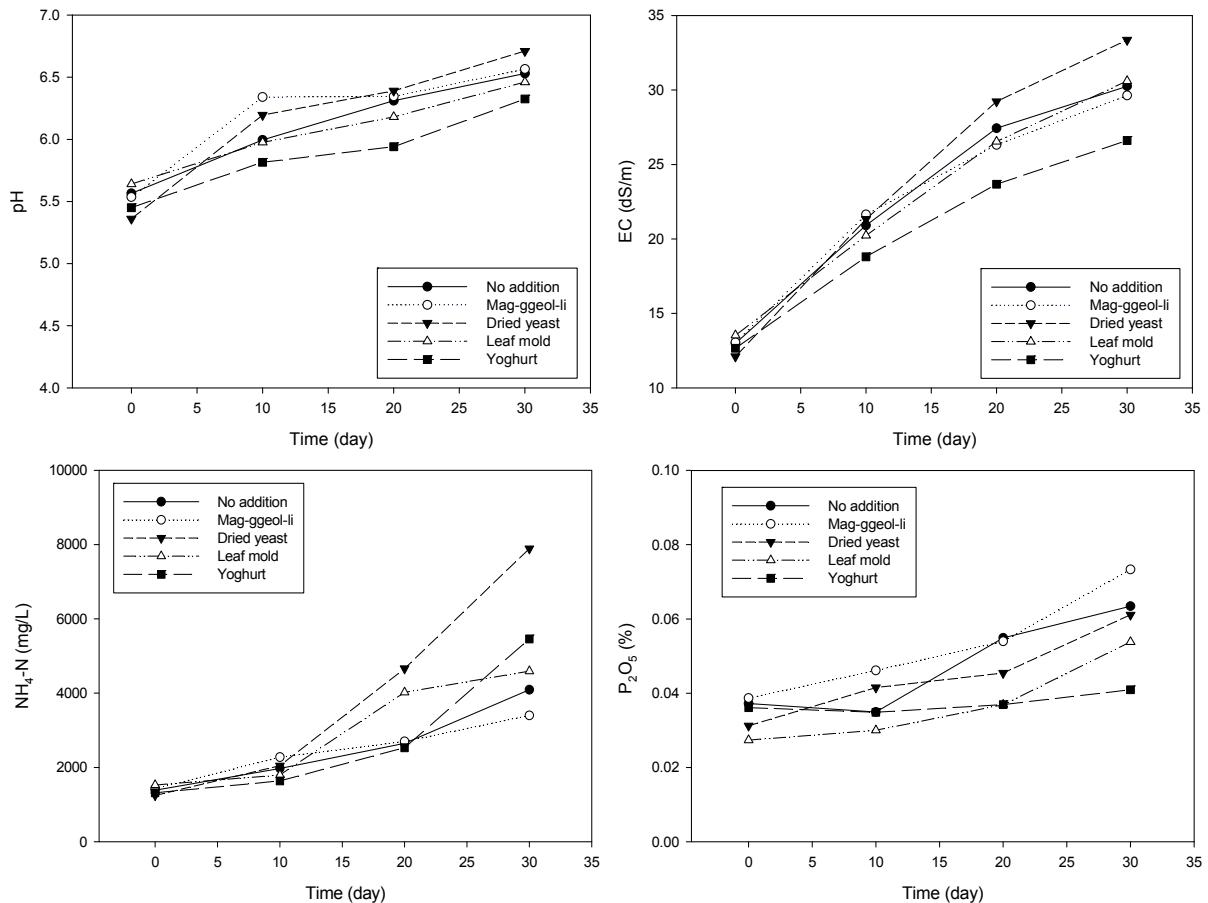 7.0
6.5
6.0
5.5
5.0
4.5
4.0
pH
0 5 10 15 20 25 30 35
Time (day)
No addition
Mag-ggeol-li
Dried yeast
Leaf mold
Yoghurt
35
30
25
20
15
10
EC (dS/m)
0 5 10 15 20 25 30 35
Time (day)
No addition
Mag-ggeol-li
Dried yeast
Leaf mold
Yoghurt
10000
8000
6000
4000
2000
0
NH₄-N (mg/L)
0 5 10 15 20 25 30 35
Time (day)
No addition
Mag-ggeol-li
Dried yeast
Leaf mold
Yoghurt
0.10
0.08
0.06
0.04
0.02
0.00
P₂O₅ (%)
0 5 10 15 20 25 30 35
Time (day)
No addition
Mag-ggeol-li
Dried yeast
Leaf mold
Yoghurt